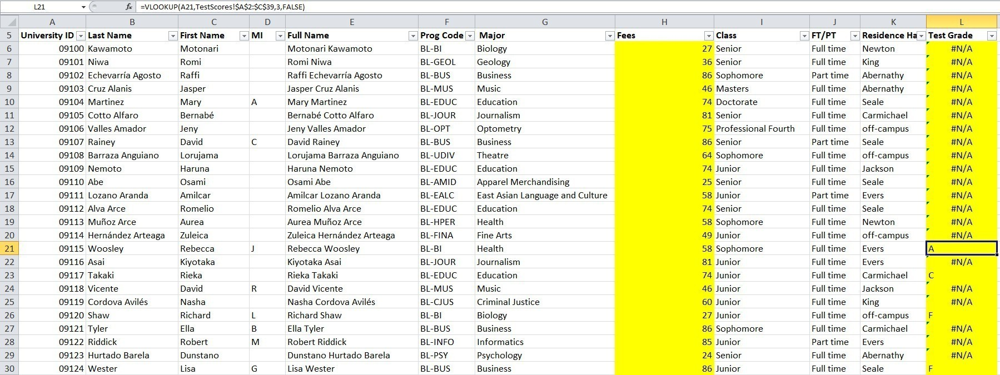 L21 fx =VLOOKUP(A21,TestScores!$A$2:$C$39,3,FALSE)
A B C D E F G H I J K L
5 University ID Last Name First Name MI Full Name Prog Code Major Fees Class FT/PT Residence Ha Test Grade
6 09100 Kawamoto Motonari Motonari Kawamoto BL-BI Biology 27 Senior Full time Newton #N/A
7 09101 Niwa Romi Romi Niwa BL-GEOL Geology 36 Senior Full time King #N/A
8 09102 Echevarría Agosto Raffi Raffi Echevarría Agosto BL-BUS Business 86 Sophomore Part time Abernathy #N/A
9 09103 Cruz Alanis Jasper Jasper Cruz Alanis BL-MUS Music 46 Masters Full time Abernathy #N/A
10 09104 Martinez Mary A Mary Martinez BL-EDUC Education 74 Doctorate Full time Seale #N/A
11 09105 Cotto Alfaro Bernabé Bernabé Cotto Alfaro BL-JOUR Journalism 81 Senior Full time Carmichael #N/A
12 09106 Valles Amador Jeny Jeny Valles Amador BL-OPT Optometry 75 Professional Fourth Full time off-campus #N/A
13 09107 Rainey David C David Rainey BL-BUS Business 86 Senior Part time Seale #N/A
14 09108 Barraza Anguiano Lorujama Lorujama Barraza Anguiano BL-UDIV Theatre 64 Sophomore Full time off-campus #N/A
15 09109 Nemoto Haruna Haruna Nemoto BL-EDUC Education 74 Junior Full time Jackson #N/A
16 09110 Abe Osami Osami Abe BL-AMID Apparel Merchandising 25 Senior Full time Seale #N/A
17 09111 Lozano Aranda Amilcar Amilcar Lozano Aranda BL-EALC East Asian Language and Culture 58 Junior Part time Evers #N/A
18 09112 Alva Arce Romelio Romelio Alva Arce BL-EDUC Education 74 Senior Full time Seale #N/A
19 09113 Muñoz Arce Aurea Aurea Muñoz Arce BL-HPER Health 58 Sophomore Full time Newton #N/A
20 09114 Hernández Arteaga Zuleica Zuleica Hernández Arteaga BL-FINA Fine Arts 49 Junior Full time off-campus #N/A
21 09115 Woosley Rebecca J Rebecca Woosley BL-BI Health 58 Sophomore Full time Evers A
22 09116 Asai Kiyotaka Kiyotaka Asai BL-JOUR Journalism 81 Junior Full time Evers #N/A
23 09117 Takaki Rieka Rieka Takaki BL-EDUC Education 74 Junior Full time Carmichael C
24 09118 Vicente David R David Vicente BL-MUS Music 46 Junior Full time Jackson #N/A
25 09119 Cordova Avilés Nasha Nasha Cordova Avilés BL-CJUS Criminal Justice 60 Junior Full time King #N/A
26 09120 Shaw Richard L Richard Shaw BL-BI Biology 27 Junior Full time off-campus F
27 09121 Tyler Ella B Ella Tyler BL-BUS Business 86 Sophomore Full time Carmichael #N/A
28 09122 Riddick Robert M Robert Riddick BL-INFO Informatics 85 Junior Part time Evers #N/A
29 09123 Hurtado Barela Dunstano Dunstano Hurtado Barela BL-PSY Psychology 24 Senior Full time Abernathy #N/A
30 09124 Wester Lisa G Lisa Wester BL-BUS Business 86 Junior Full time Seale F